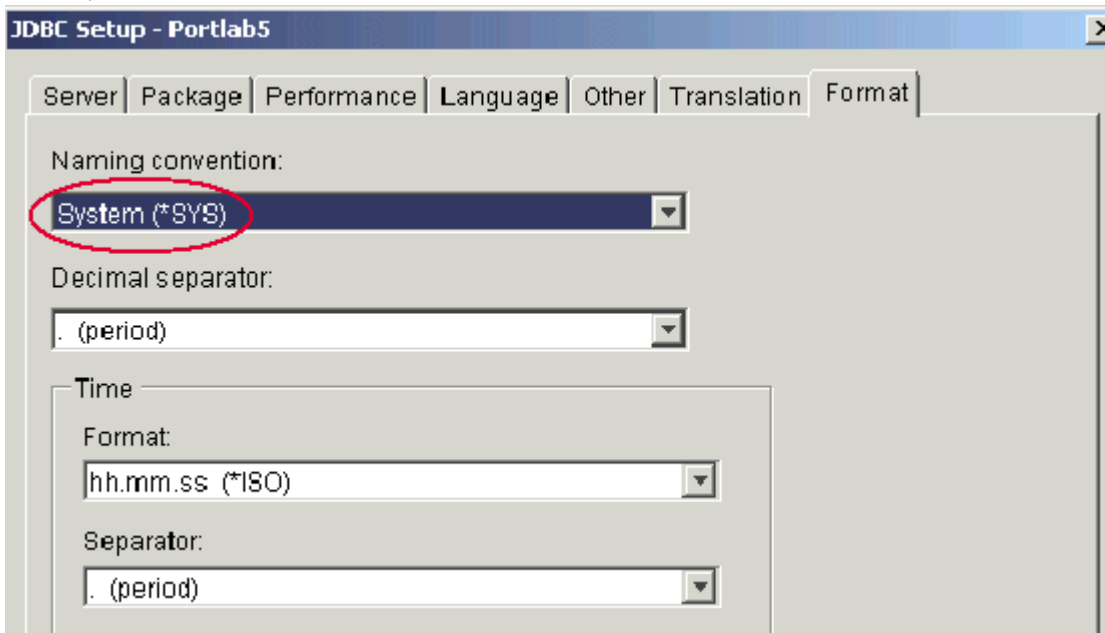 JDBC Setup - Portlab5
Server Package Performance Language Other Translation Format
Naming convention:
System (*SYS)
Decimal separator:
. (period)
Time
Format:
hh.mm.ss (*ISO)
Separator:
. (period)